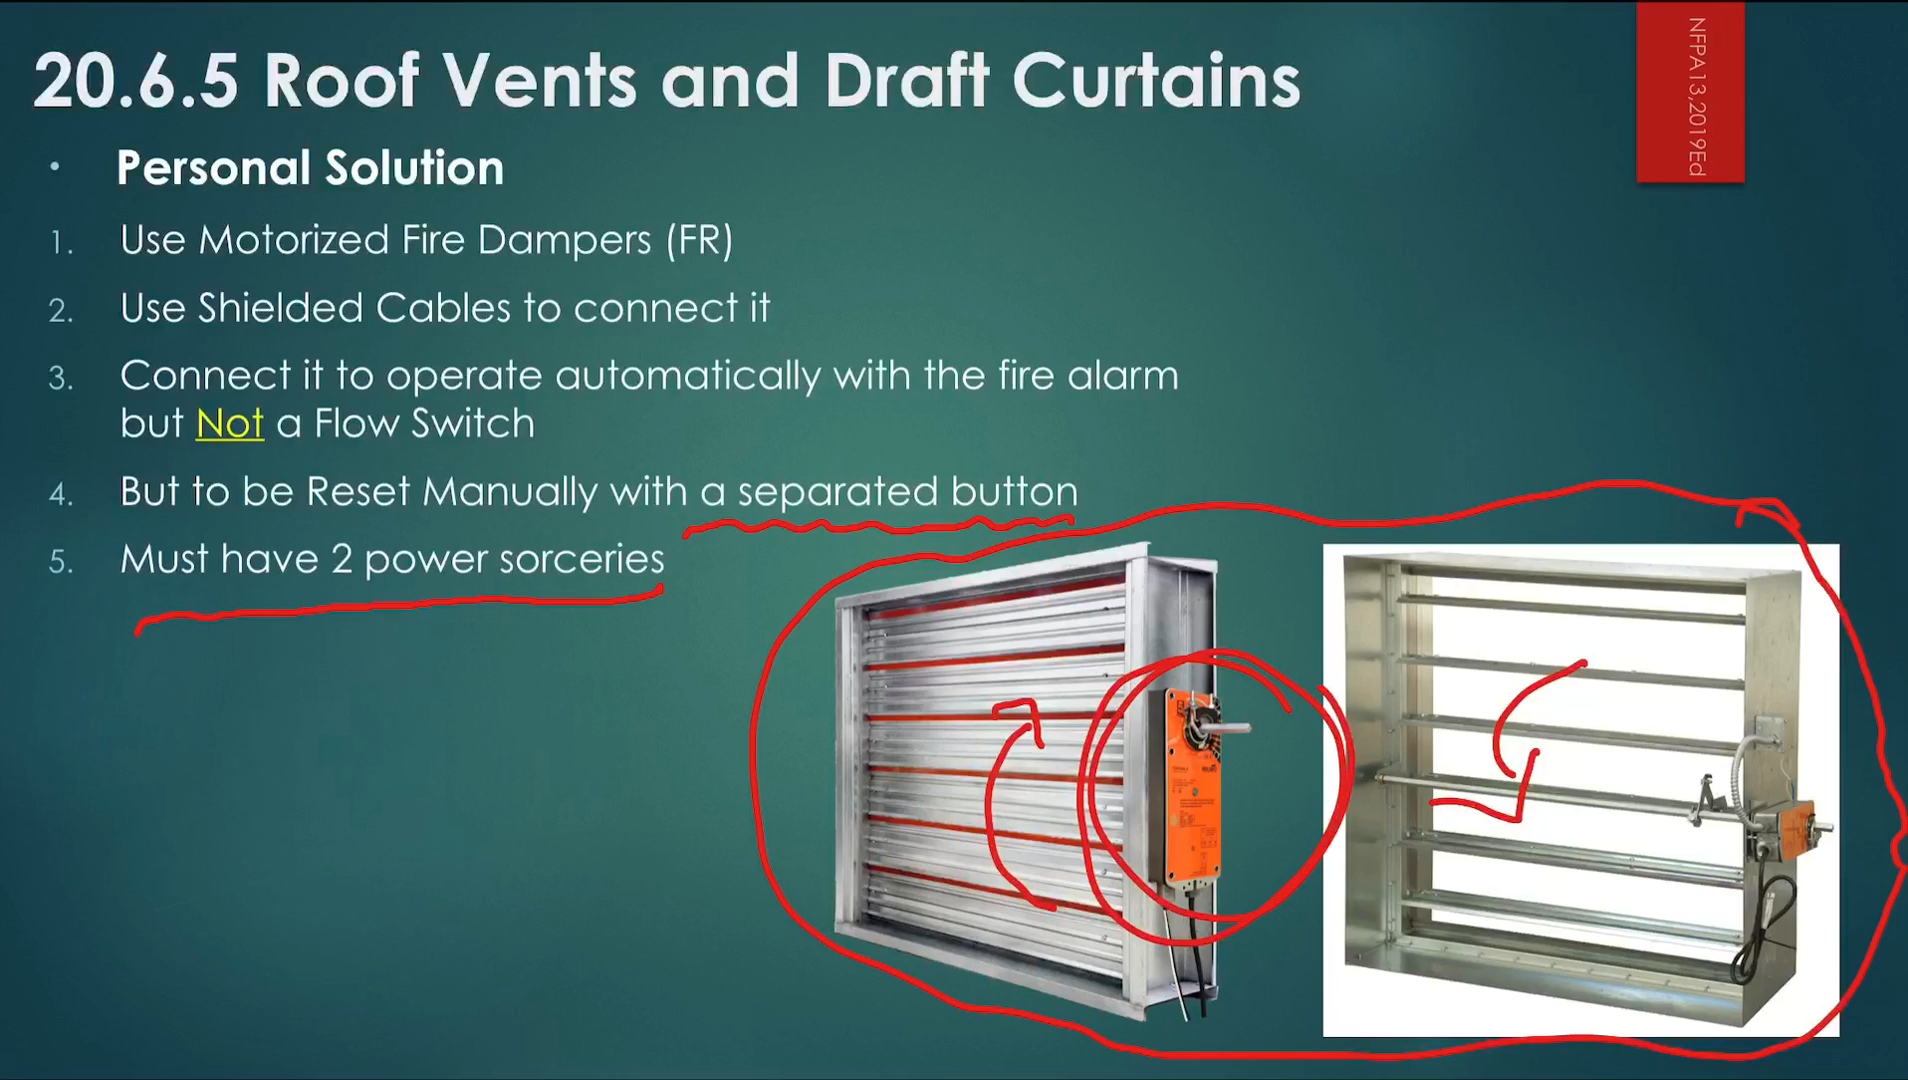 20.6.5 Roof Vents and Draft Curtains
NFPA13,2019Ed
• Personal Solution
1. Use Motorized Fire Dampers (FR)
2. Use Shielded Cables to connect it
3. Connect it to operate automatically with the fire alarm
but Not a Flow Switch
4. But to be Reset Manually with a separated button
5. Must have 2 power sorceries